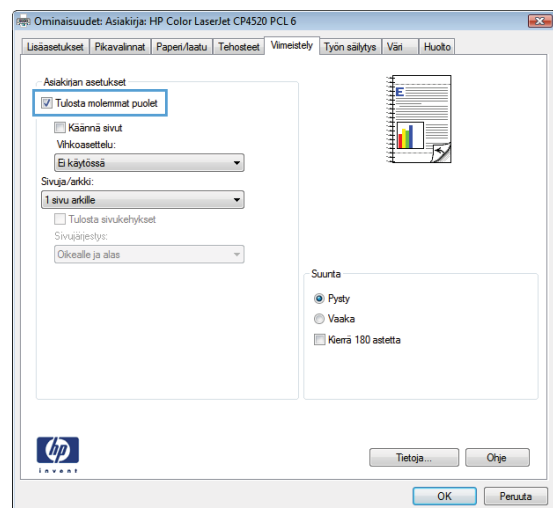 Ominaisuudet: Asiakirja: HP Color LaserJet CP4520 PCL 6
Lisäasetukset Pikavalinnat Paperi/laatu Tehosteet Viimeistely Työn säilytys Väri Huolto
Asiakirjan asetukset
Tulosta molemmat puolet
Käännä sivut
Vihkoasettelu:
Ei käytössä
Sivuja/arkki:
1 sivu arkille
Tulosta sivukehykset
Sivujärjestys:
Oikealle ja alas
E
Suunta
Pysty
Vaaka
Kierrä 180 astetta
hp
invent
Tietoja... Ohje
OK Peruuta